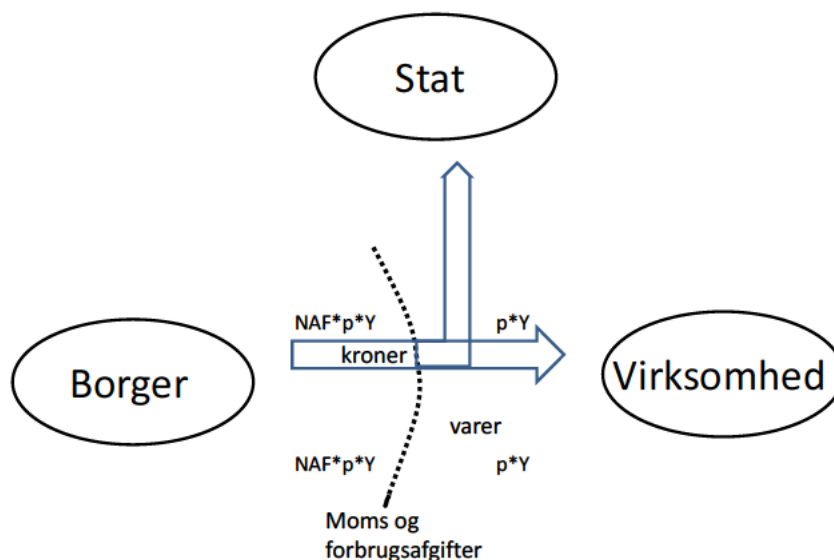 Stat
NAF*p*Y
p*Y
kroner
Borger
Virksomhed
varer
NAF*p*Y
p*Y
Moms og
forbrugsafgifter